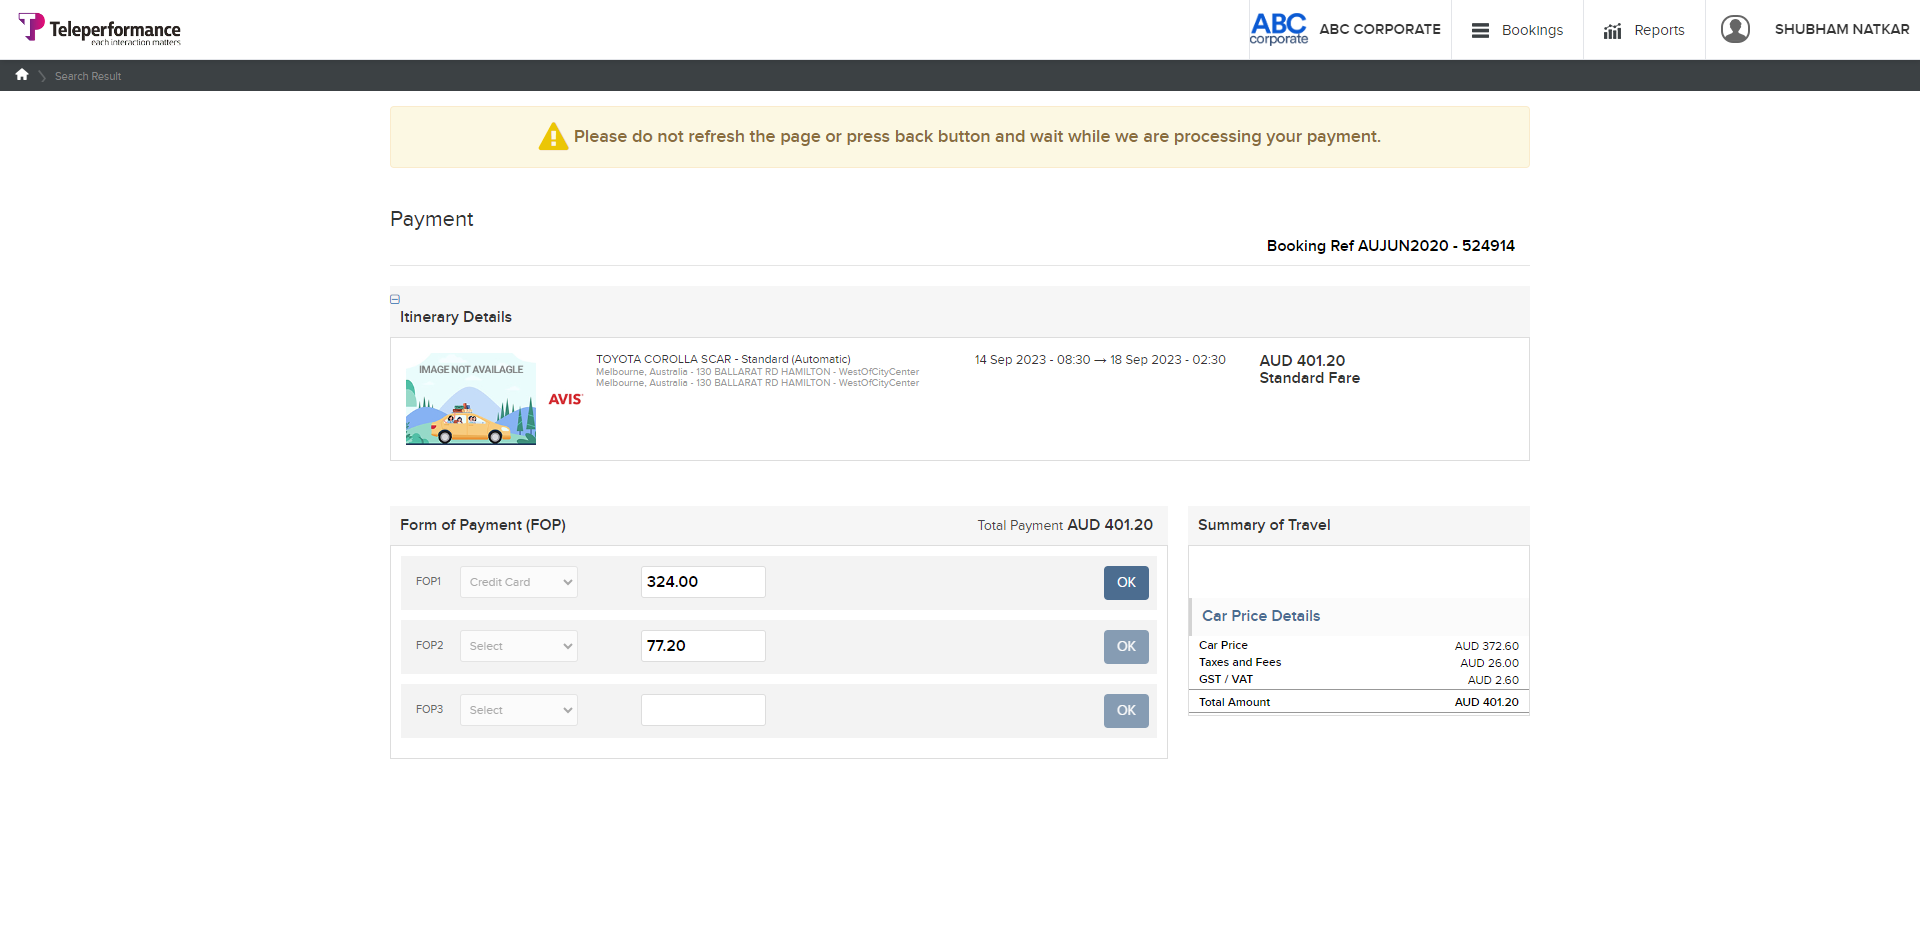 Teleperformance
each interaction matters
ABC
corporate
ABC CORPORATE
Bookings
Reports
SHUBHAM NATKAR
Search Result
Please do not refresh the page or press back button and wait while we are processing your payment.
Payment
Booking Ref AUJUN2020 - 524914
Itinerary Details
IMAGE NOT AVAILAGLE
AVIS
TOYOTA COROLLA SCAR - Standard (Automatic)
Melbourne, Australia - 130 BALLARAT RD HAMILTON - WestOfCityCenter
Melbourne, Australia - 130 BALLARAT RD HAMILTON - WestOfCityCenter
14 Sep 2023 - 08:30 → 18 Sep 2023 - 02:30
AUD 401.20
Standard Fare
Form of Payment (FOP)
Total Payment AUD 401.20
FOP1
Credit Card
324.00
OK
FOP2
Select
77.20
OK
FOP3
Select
OK
Summary of Travel
Car Price Details
Car Price AUD 372.60
Taxes and Fees AUD 26.00
GST / VAT AUD 2.60
Total Amount AUD 401.20